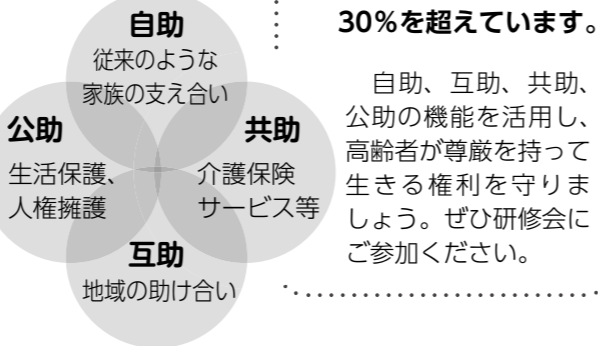 自助
従来のような
家族の支え合い
公助
生活保護、
人権擁護
共助
介護保険
サービス等
互助
地域の助け合い
30%を超えています。
自助、互助、共助、
公助の機能を活用し、
高齢者が尊厳を持って
生きる権利を守りま
しょう。ぜひ研修会に
ご参加ください。